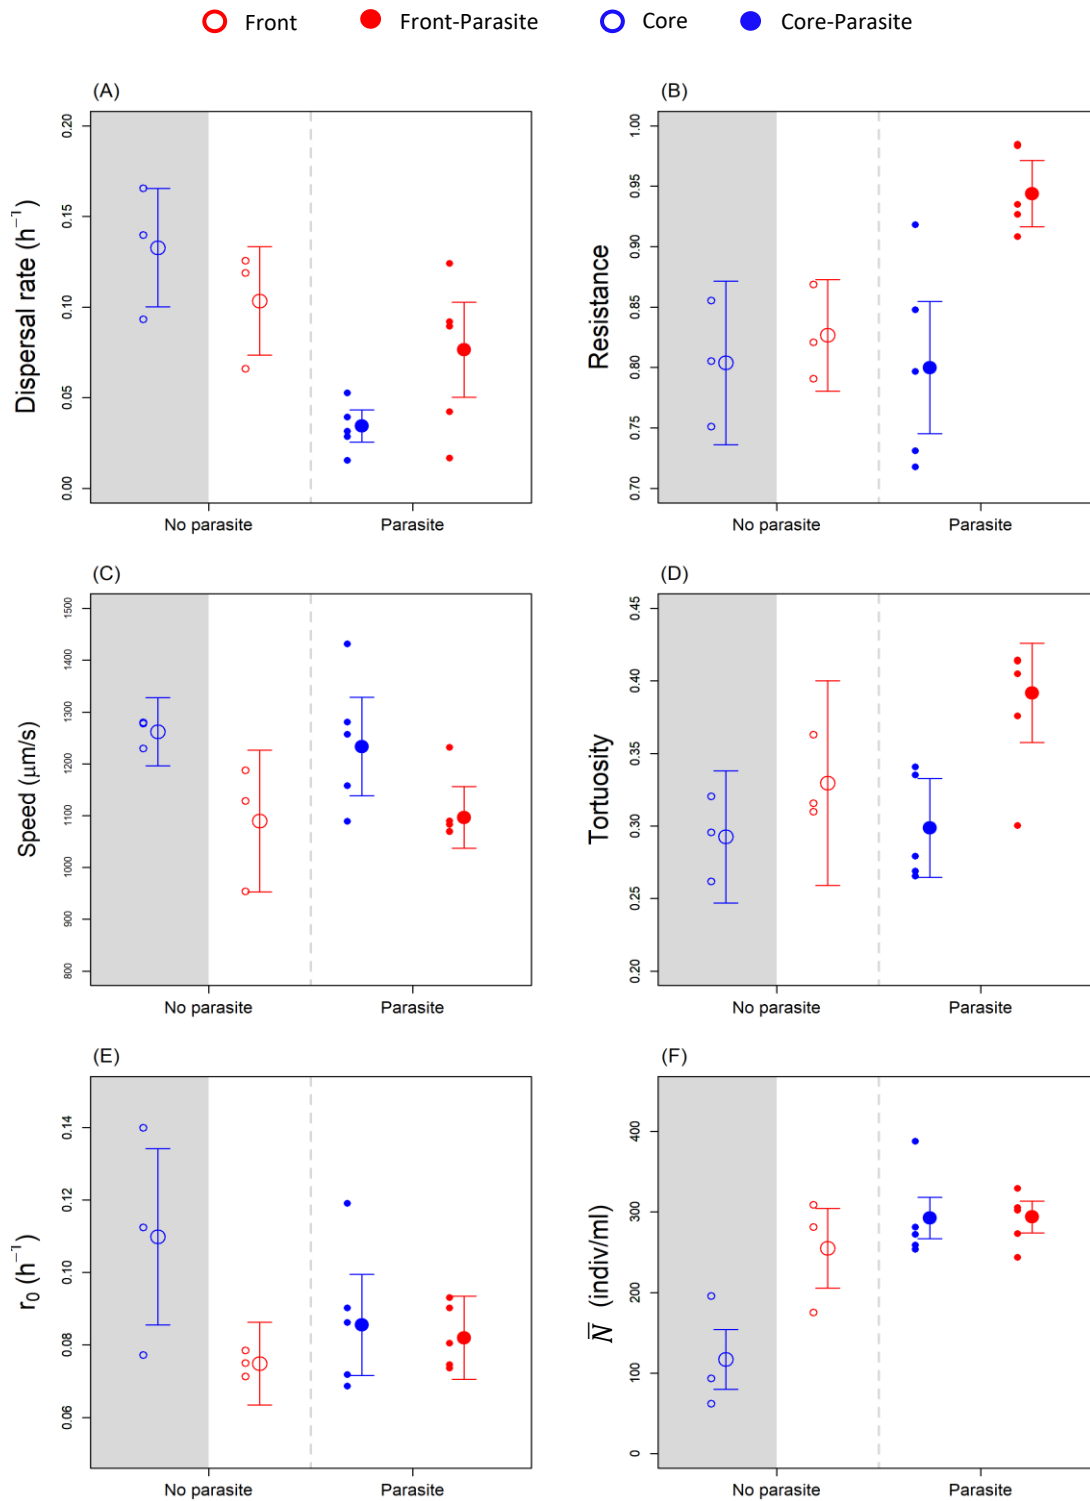 Front Front-Parasite Core Core-Parasite
(A)
Dispersal rate (h⁻¹)
0.20
0.15
0.10
0.05
0.00
No parasite Parasite
(B)
Resistance
1.00
0.95
0.90
0.85
0.80
0.75
0.70
No parasite Parasite
(C)
Speed (μm/s)
1500
1400
1300
1200
1100
1000
900
800
No parasite Parasite
(D)
Tortuosity
0.45
0.40
0.35
0.30
0.25
0.20
No parasite Parasite
(E)
r₀ (h⁻¹)
0.14
0.12
0.10
0.08
0.06
No parasite Parasite
(F)
N̅ (indiv/ml)
400
300
200
100
0
No parasite Parasite